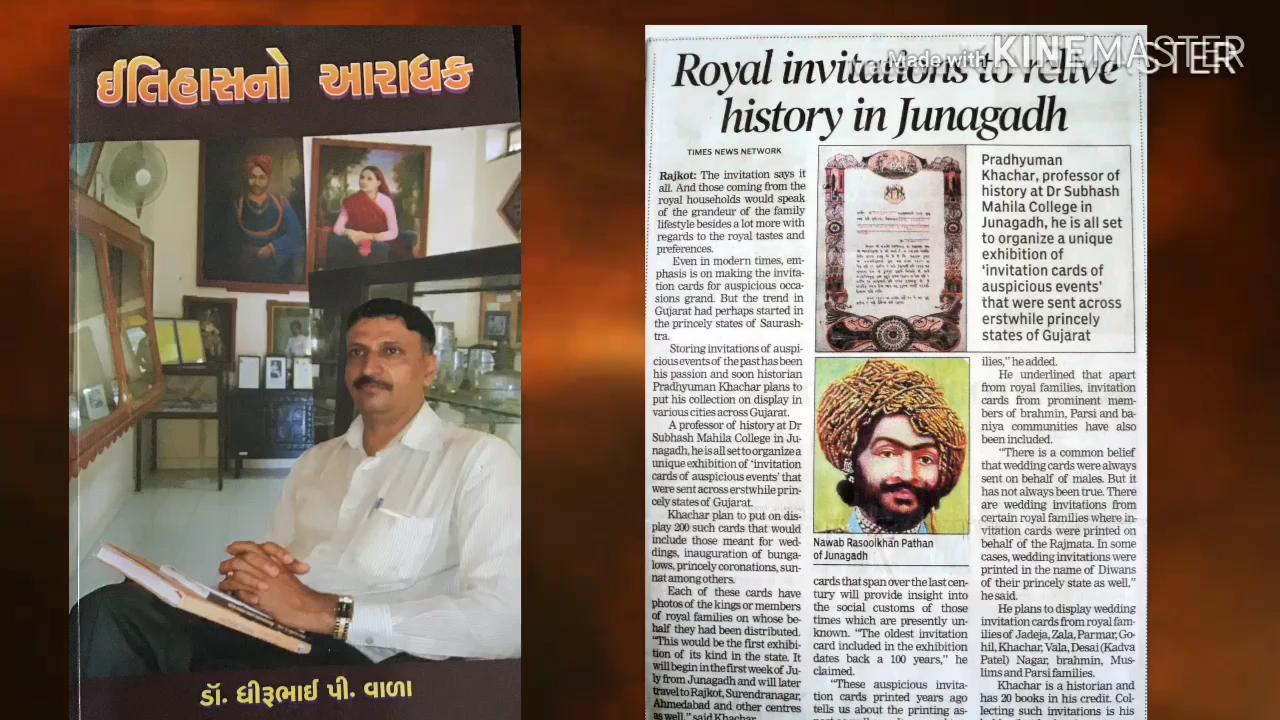 ઈતિહાસનો આરાધક
ડૉ. ધીરૂભાઈ પી. વાળા
Made with KINEMASTER
Royal invitations to relive
history in Junagadh
TIMES NEWS NETWORK
Rajkot: The invitation says it
all. And those coming from the
royal households would speak
of the grandeur of the family
lifestyle besides a lot more with
regards to the royal tastes and
preferences.
Even in modern times, em-
phasis is on making the invita-
tion cards for auspicious occa-
sions grand. But the trend in
Gujarat had perhaps started in
the princely states of Saurash-
tra.
Storing invitations of auspi-
cious events of the past has been
his passion and soon historian
Pradhyuman Khachar plans to
put his collection on display in
various cities across Gujarat.
A professor of history at Dr
Subhash Mahila College in Ju-
nagadh, he is all set to organize a
unique exhibition of 'invitation
cards of auspicious events' that
were sent across erstwhile prin-
cely states of Gujarat.
Khachar plan to put on dis-
play 200 such cards that would
include those meant for wed-
dings, inauguration of bunga-
lows, princely coronations, sun-
nat among others.
Each of these cards have
photos of the kings or members
of royal families on whose be-
half they had been distributed.
"This would be the first exhibi-
tion of its kind in the state. It
will begin in the first week of Ju-
ly from Junagadh and will later
travel to Rajkot, Surendranagar,
Ahmedabad and other centres
as well," said Khachar
Pradhyuman
Khachar, professor of
history at Dr Subhash
Mahila College in
Junagadh, he is all set
to organize a unique
exhibition of
'invitation cards of
auspicious events'
that were sent across
erstwhile princely
states of Gujarat
Nawab Rasoolkhan Pathan
of Junagadh
cards that span over the last cen-
tury will provide insight into
the social customs of those
times which are presently un-
known. "The oldest invitation
card included in the exhibition
dates back a 100 years," he
claimed.
"These auspicious invita-
tion cards printed years ago
tells us about the printing as-
ilies," he added.
He underlined that apart
from royal families, invitation
cards from prominent mem-
bers of brahmin, Parsi and ba-
niya communities have also
been included.
"There is a common belief
that wedding cards were always
sent on behalf of males. But it
has not always been true. There
are wedding invitations from
certain royal families where in-
vitation cards were printed on
behalf of the Rajmata. In some
cases, wedding invitations were
printed in the name of Diwans
of their princely state as well,"
he said.
He plans to display wedding
invitation cards from royal fam-
ilies of Jadeja, Zala, Parmar, Go-
hil, Khachar, Vala, Desai (Kadva
Patel) Nagar, brahmin, Mus-
lims and Parsi families.
Khachar is a historian and
has 20 books in his credit. Col-
lecting such invitations is his